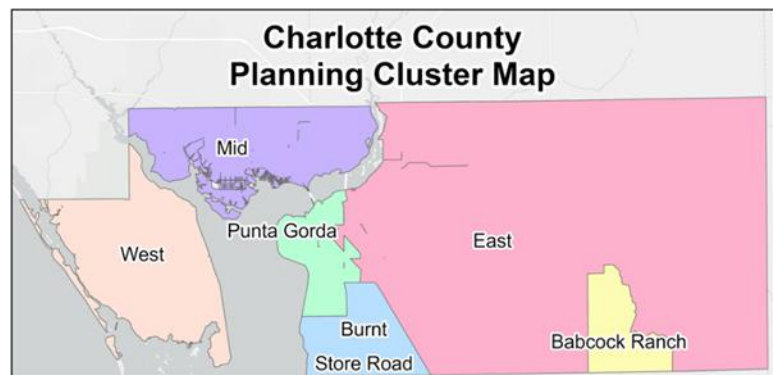 Charlotte County
Planning Cluster Map
Mid
Punta Gorda
West
East
Burnt
Store Road
Babcock Ranch